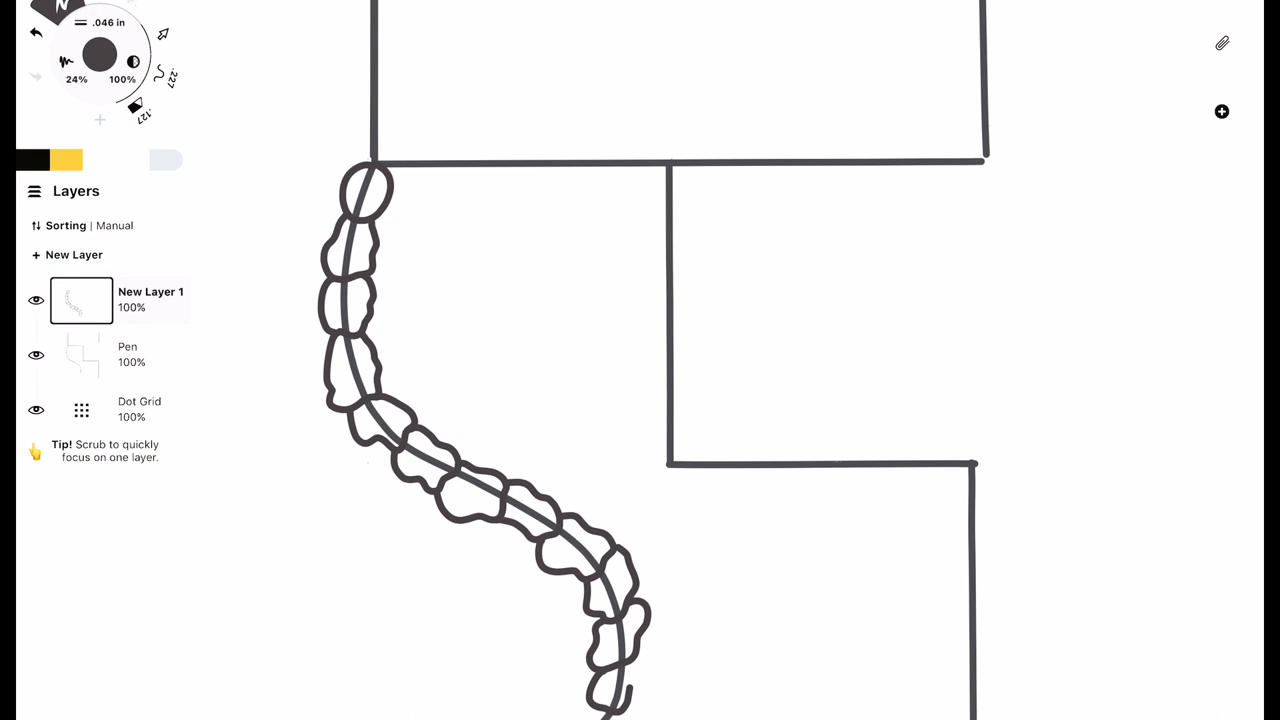 .046 in
24% 100%
.227
.127
Layers
Sorting | Manual
+ New Layer
New Layer 1
100%
Pen
100%
Dot Grid
100%
Tip! Scrub to quickly
focus on one layer.